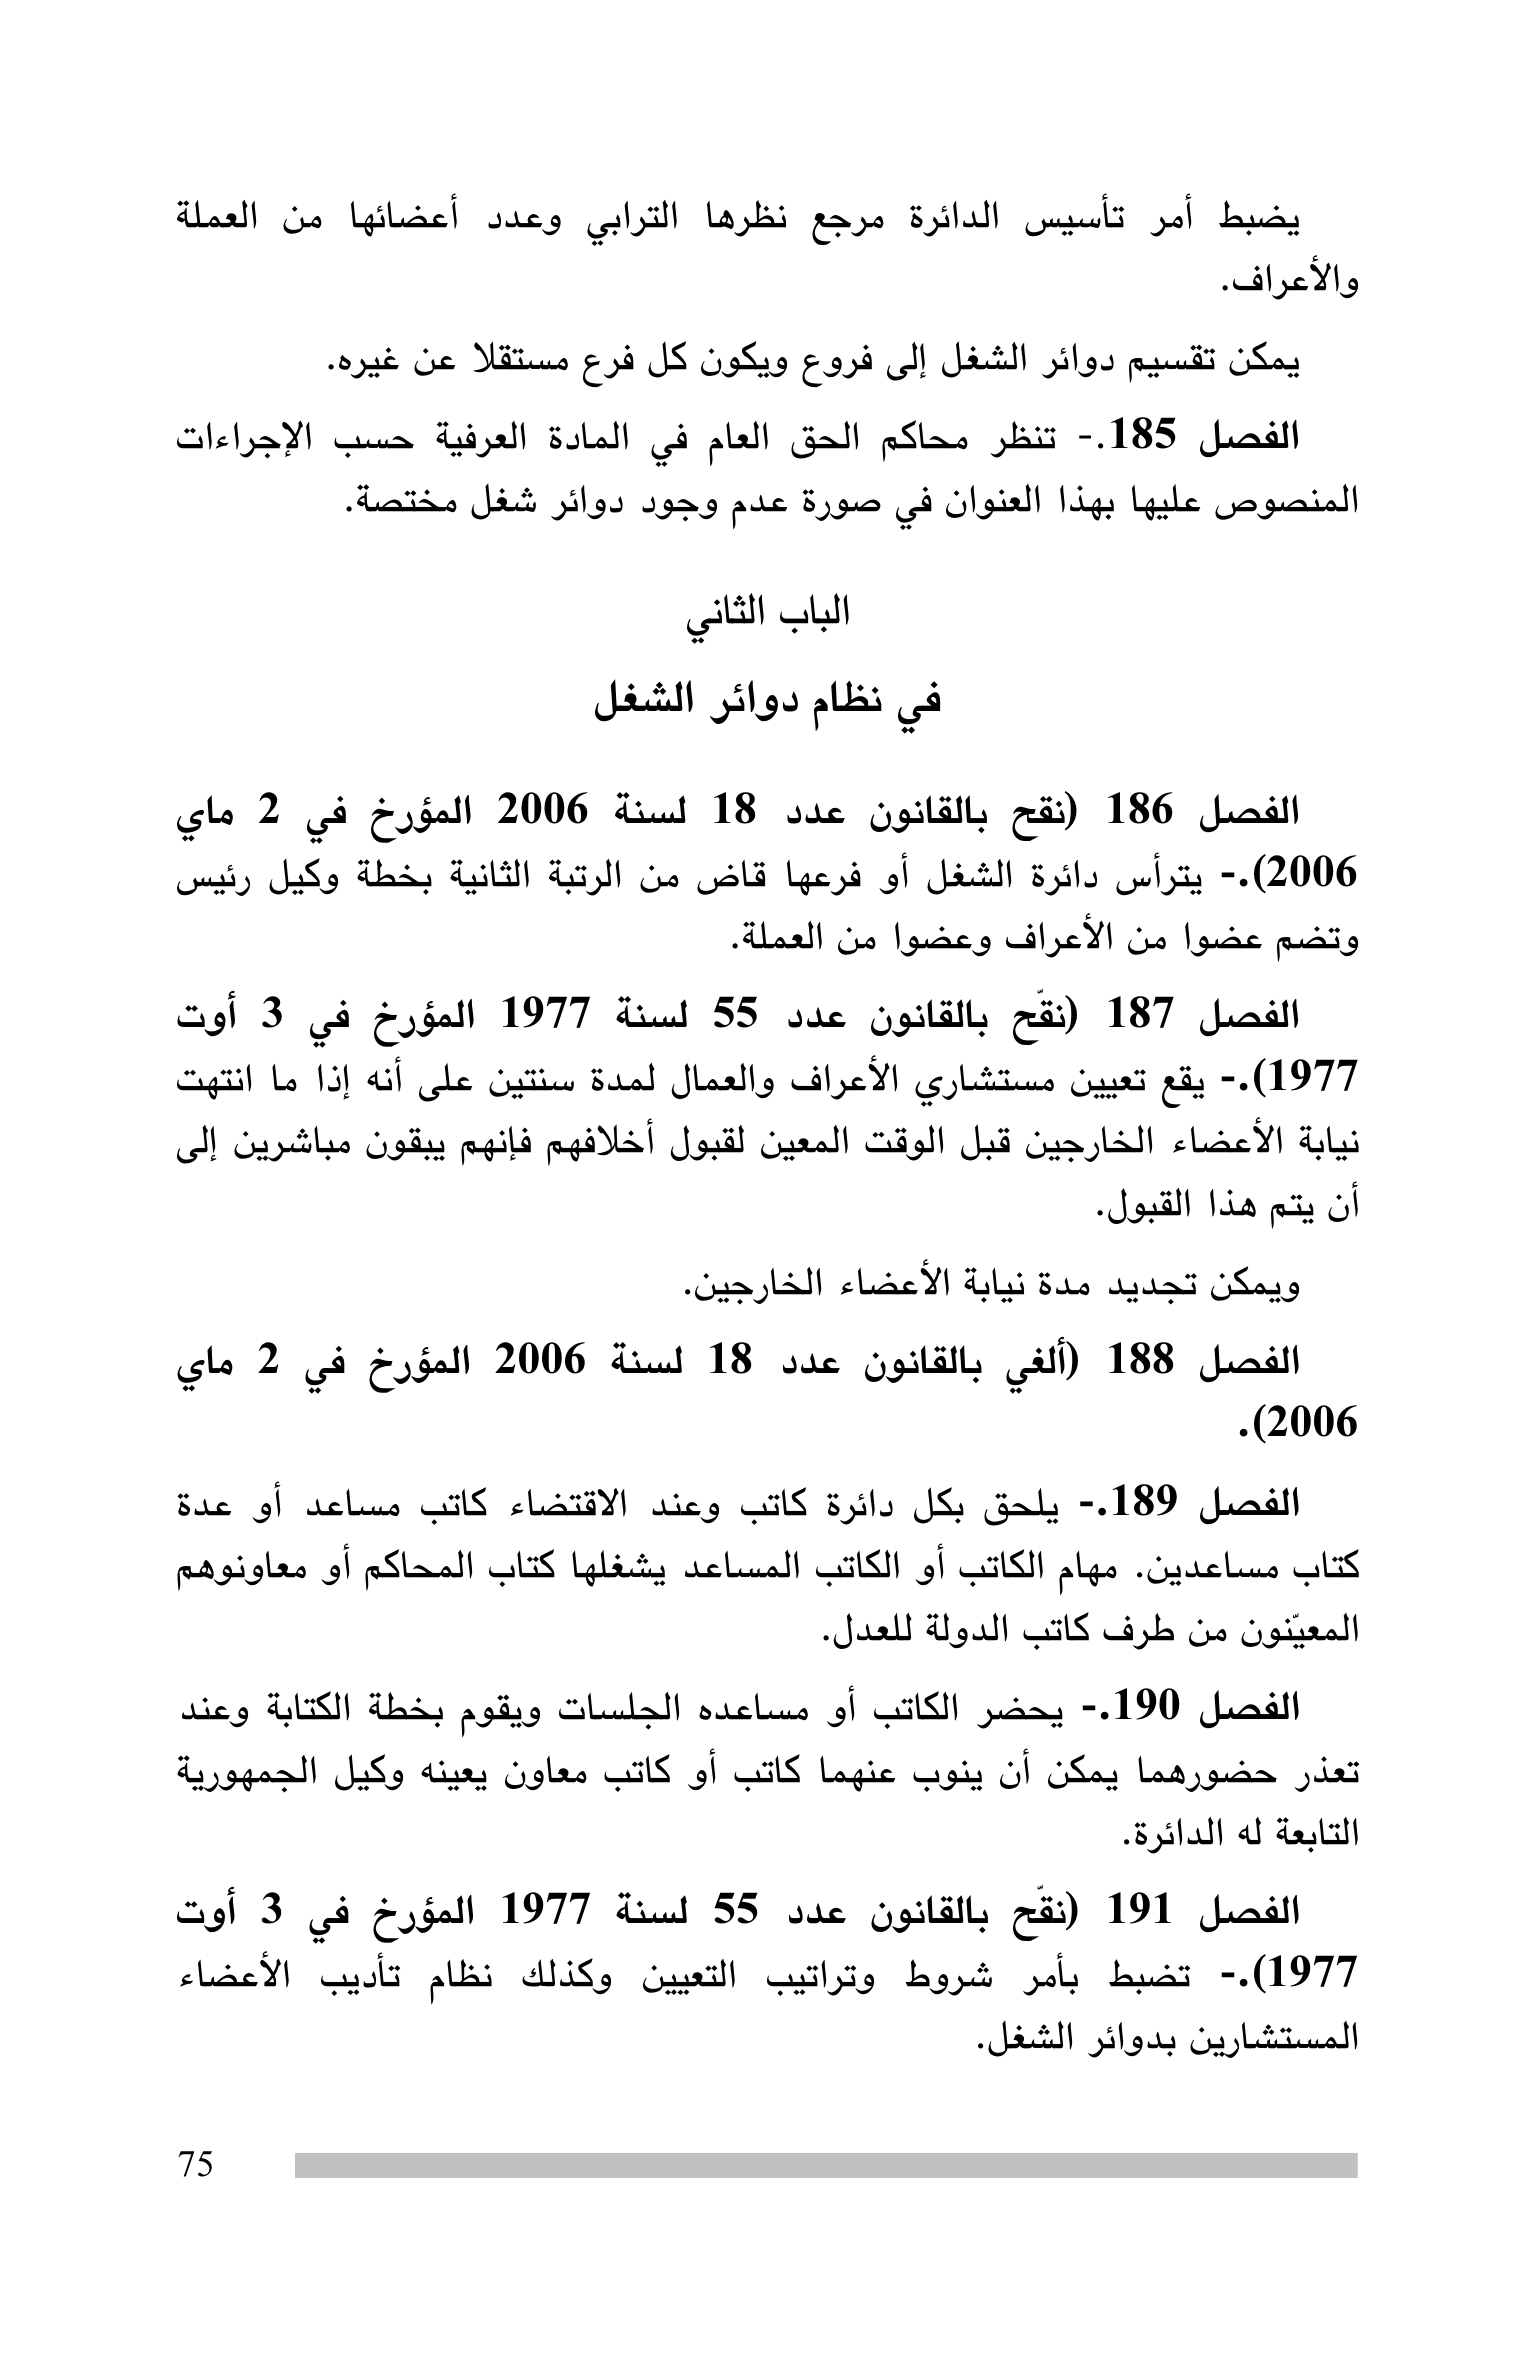 يضبط أمر تأسيس الدائرة مرجع نظرها الترابي وعدد أعضائها من العملة
والأعراف.
يمكن تقسيم دوائر الشغل إلى فروع ويكون كل فرع مستقلا عن غيره.
الفصل 185.- تنظر محاكم الحق العام في المادة العرفية حسب الإجراءات
المنصوص عليها بهذا العنوان في صورة عدم وجود دوائر شغل مختصة.
الباب الثاني
في نظام دوائر الشغل
الفصل 186 (نقح بالقانون عدد 18 لسنة 2006 المؤرخ في 2 ماي
2006).- يترأس دائرة الشغل أو فرعها قاض من الرتبة الثانية بخطة وكيل رئيس
وتضم عضوا من الأعراف وعضوا من العملة.
الفصل 187 (نقّح بالقانون عدد 55 لسنة 1977 المؤرخ في 3 أوت
1977).- يقع تعيين مستشاري الأعراف والعمال لمدة سنتين على أنه إذا ما انتهت
نيابة الأعضاء الخارجين قبل الوقت المعين لقبول أخلافهم فإنهم يبقون مباشرين إلى
أن يتم هذا القبول.
ويمكن تجديد مدة نيابة الأعضاء الخارجين.
الفصل 188 (ألغي بالقانون عدد 18 لسنة 2006 المؤرخ في 2 ماي
2006).
الفصل 189.- يلحق بكل دائرة كاتب وعند الاقتضاء كاتب مساعد أو عدة
كتاب مساعدين. مهام الكاتب أو الكاتب المساعد يشغلها كتاب المحاكم أو معاونوهم
المعيّنون من طرف كاتب الدولة للعدل.
الفصل 190.- يحضر الكاتب أو مساعده الجلسات ويقوم بخطة الكتابة وعند
تعذر حضورهما يمكن أن ينوب عنهما كاتب أو كاتب معاون يعينه وكيل الجمهورية
التابعة له الدائرة.
الفصل 191 (نقّح بالقانون عدد 55 لسنة 1977 المؤرخ في 3 أوت
1977).- تضبط بأمر شروط وتراتيب التعيين وكذلك نظام تأديب الأعضاء
المستشارين بدوائر الشغل.
75